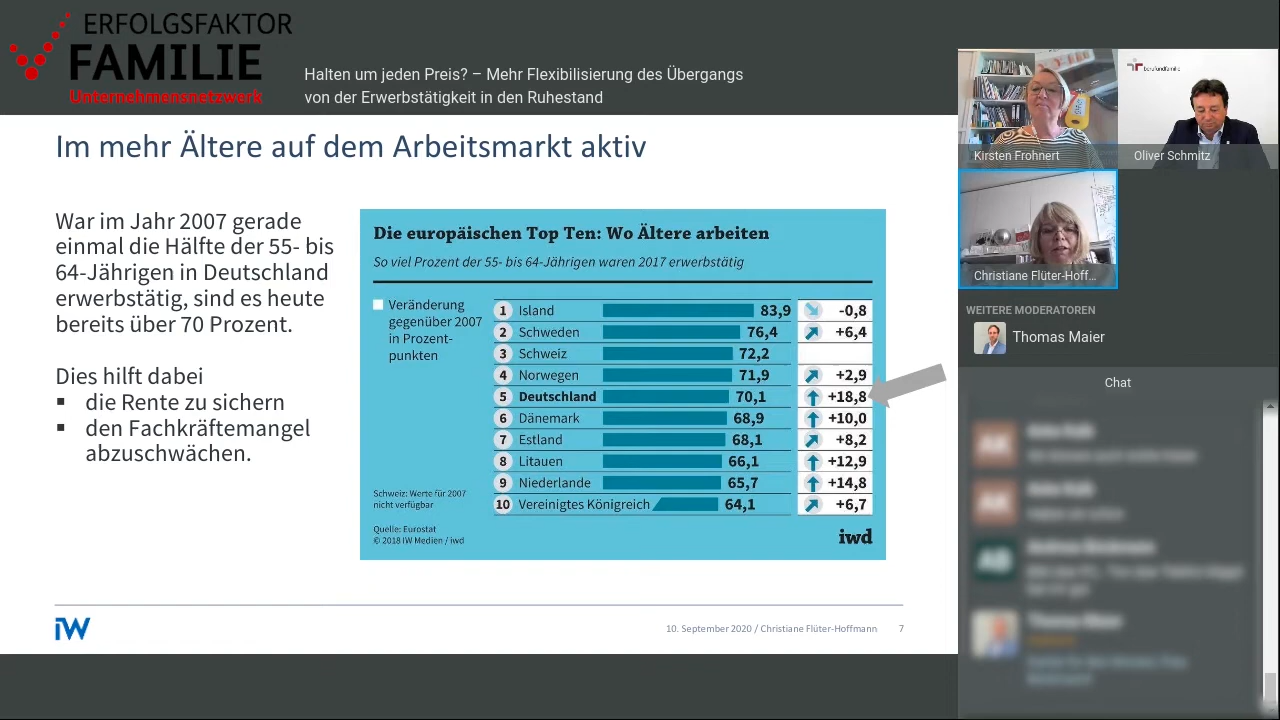 ERFOLGSFAKTOR
FAMILIE
Unternehmensnetzwerk
Halten um jeden Preis? – Mehr Flexibilisierung des Übergangs
von der Erwerbstätigkeit in den Ruhestand
Im mehr Ältere auf dem Arbeitsmarkt aktiv
War im Jahr 2007 gerade
einmal die Hälfte der 55- bis
64-Jährigen in Deutschland
erwerbstätig, sind es heute
bereits über 70 Prozent.
Dies hilft dabei
▪ die Rente zu sichern
▪ den Fachkräftemangel
abzuschwächen.
Die europäischen Top Ten: Wo Ältere arbeiten
So viel Prozent der 55- bis 64-Jährigen waren 2017 erwerbstätig
Veränderung
gegenüber 2007
in Prozent-
punkten
1 Island 83,9 -0,8
2 Schweden 76,4 +6,4
3 Schweiz 72,2
4 Norwegen 71,9 +2,9
5 Deutschland 70,1 +18,8
6 Dänemark 68,9 +10,0
7 Estland 68,1 +8,2
8 Litauen 66,1 +12,9
9 Niederlande 65,7 +14,8
10 Vereinigtes Königreich 64,1 +6,7
Schweiz: Werte für 2007
nicht verfügbar
Quelle: Eurostat
© 2018 IW Medien / iwd
iwd
iW
10. September 2020 / Christiane Flüter-Hoffmann 7
berufundfamilie
Kirsten Frohnert
Oliver Schmitz
Christiane Flüter-Hoff...
WEITERE MODERATOREN
Thomas Maier
Chat
AK
AK
AB